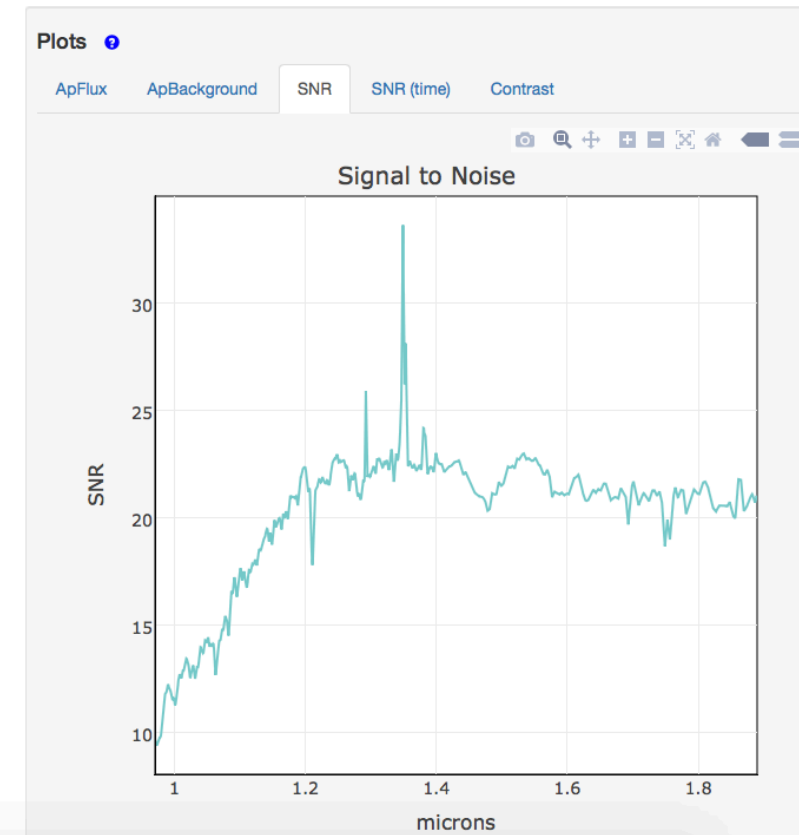 Plots ?
ApFlux ApBackground SNR SNR (time) Contrast
Signal to Noise
30
25
20
15
10
SNR
1 1.2 1.4 1.6 1.8
microns